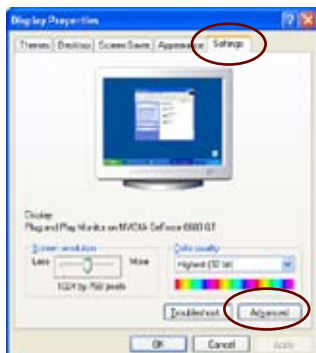 Display Properties
Themes Desktop Screen Saver Appearance Settings
Display:
Plug and Play Monitor on NVIDIA GeForce 6600 GT
Screen resolution
Less More
1024 by 768 pixels
Color quality
Highest (32 bit)
Troubleshoot... Advanced
OK Cancel Apply